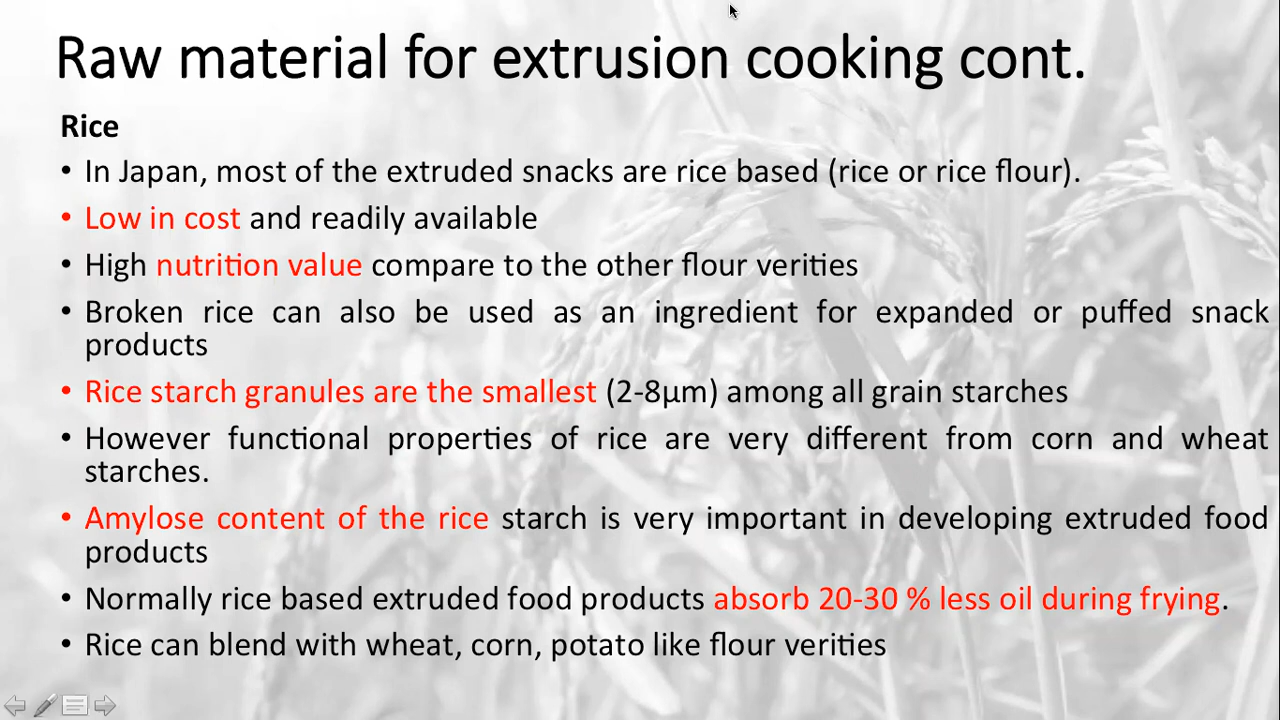 Raw material for extrusion cooking cont.
Rice
• In Japan, most of the extruded snacks are rice based (rice or rice flour).
• Low in cost and readily available
• High nutrition value compare to the other flour verities
• Broken rice can also be used as an ingredient for expanded or puffed snack
products
• Rice starch granules are the smallest (2-8µm) among all grain starches
• However functional properties of rice are very different from corn and wheat
starches.
• Amylose content of the rice starch is very important in developing extruded food
products
• Normally rice based extruded food products absorb 20-30 % less oil during frying.
• Rice can blend with wheat, corn, potato like flour verities